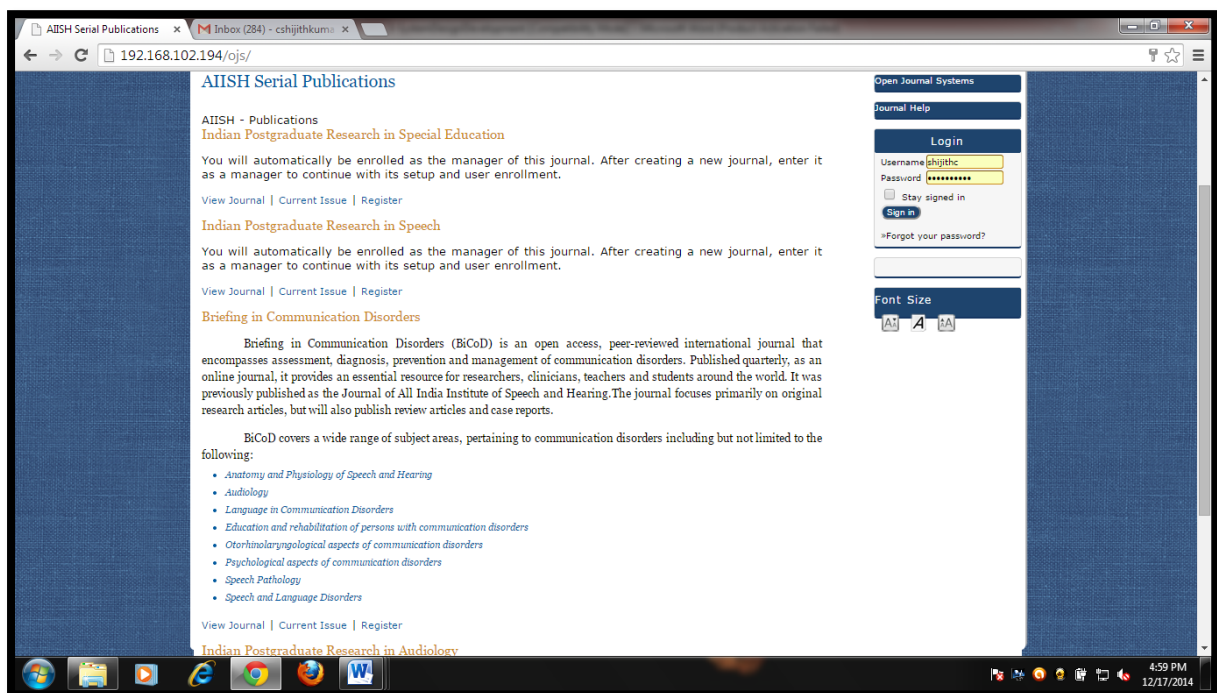 AIISH Serial Publications
Inbox (284) - cshijithkuma
192.168.102.194/ojs/
AIISH Serial Publications
AIISH - Publications
Indian Postgraduate Research in Special Education
You will automatically be enrolled as the manager of this journal. After creating a new journal, enter it
as a manager to continue with its setup and user enrollment.
View Journal | Current Issue | Register
Indian Postgraduate Research in Speech
You will automatically be enrolled as the manager of this journal. After creating a new journal, enter it
as a manager to continue with its setup and user enrollment.
View Journal | Current Issue | Register
Briefing in Communication Disorders
Briefing in Communication Disorders (BiCoD) is an open access, peer-reviewed international journal that
encompasses assessment, diagnosis, prevention and management of communication disorders. Published quarterly, as an
online journal, it provides an essential resource for researchers, clinicians, teachers and students around the world. It was
previously published as the Journal of All India Institute of Speech and Hearing.The journal focuses primarily on original
research articles, but will also publish review articles and case reports.
BiCoD covers a wide range of subject areas, pertaining to communication disorders including but not limited to the
following:
• Anatomy and Physiology of Speech and Hearing
• Audiology
• Language in Communication Disorders
• Education and rehabilitation of persons with communication disorders
• Otorhinolaryngological aspects of communication disorders
• Psychological aspects of communication disorders
• Speech Pathology
• Speech and Language Disorders
View Journal | Current Issue | Register
Indian Postgraduate Research in Audiology
Open Journal Systems
Journal Help
Login
Username shijithc
Password ••••••••••
Stay signed in
Sign in
»Forgot your password?
Font Size
A A A
4:59 PM
12/17/2014